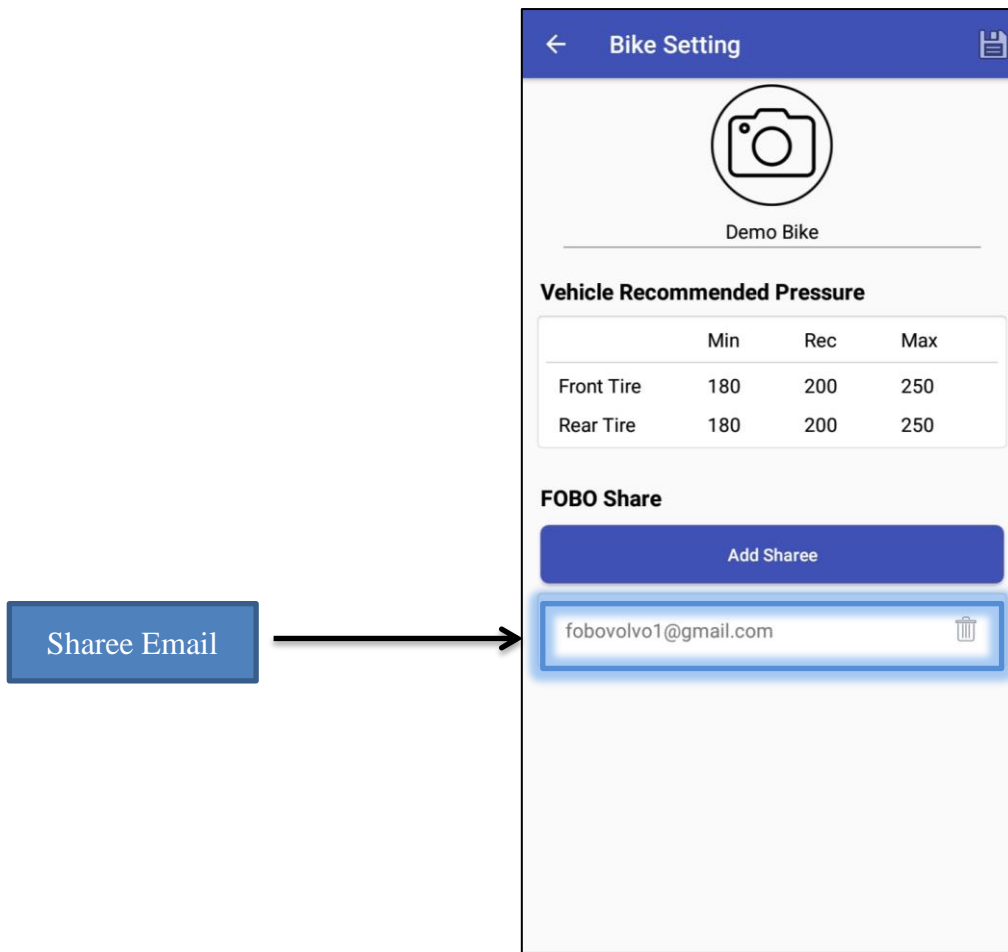 Bike Setting
Demo Bike
Vehicle Recommended Pressure
Min Rec Max
Front Tire 180 200 250
Rear Tire 180 200 250
FOBO Share
Add Sharee
Sharee Email
fobovolvo1@gmail.com